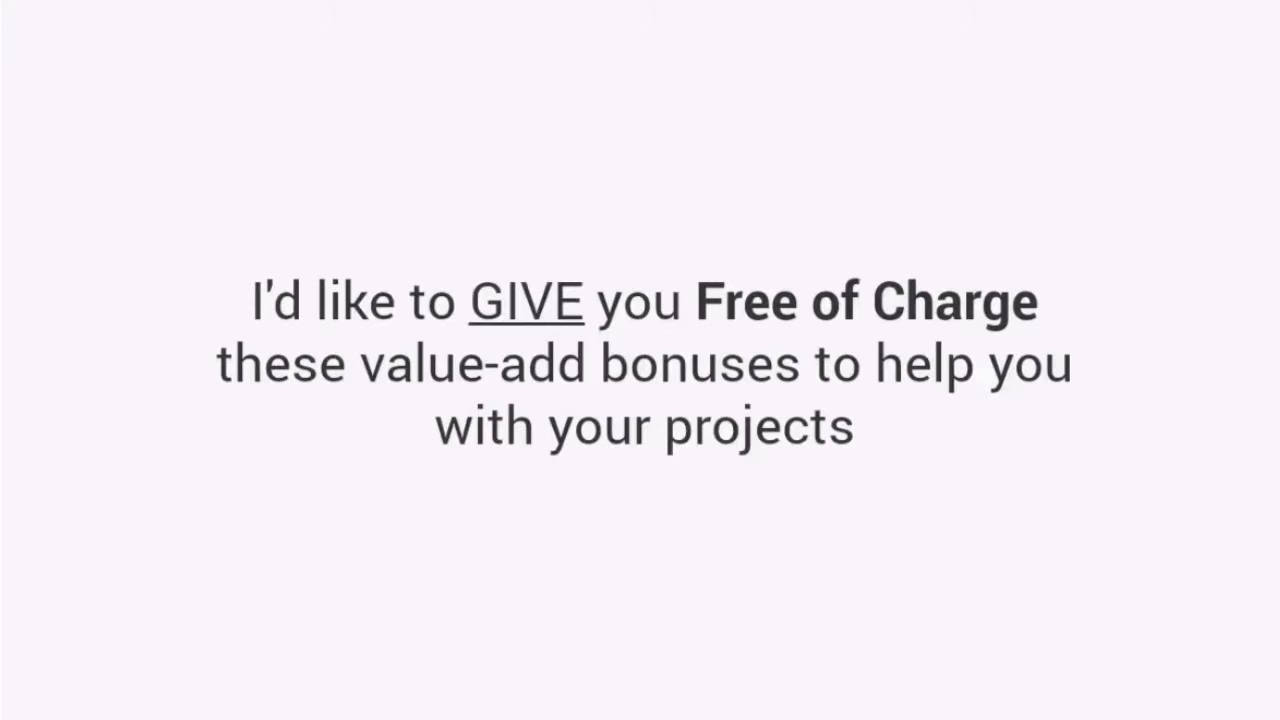 I'd like to GIVE you Free of Charge
these value-add bonuses to help you
with your projects